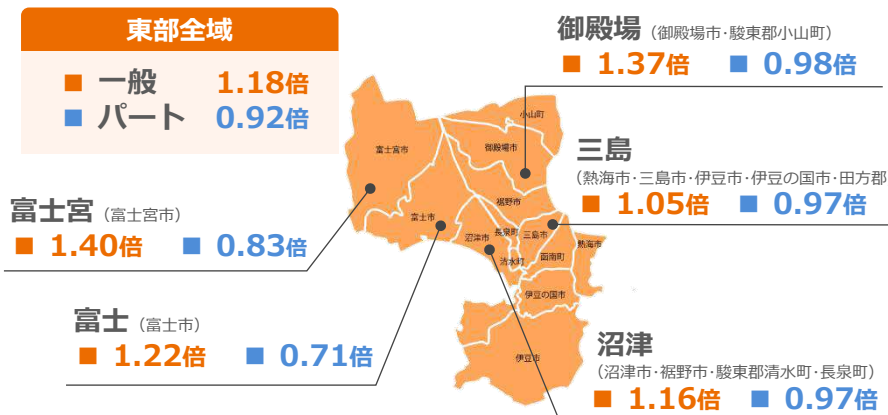 東部全域
■ 一般 1.18倍
■ パート 0.92倍
御殿場（御殿場市・駿東郡小山町）
■ 1.37倍 ■ 0.98倍
三島
（熱海市・三島市・伊豆市・伊豆の国市・田方郡
■ 1.05倍 ■ 0.97倍
富士宮（富士宮市）
■ 1.40倍 ■ 0.83倍
富士（富士市）
■ 1.22倍 ■ 0.71倍
沼津
（沼津市・裾野市・駿東郡清水町・長泉町）
■ 1.16倍 ■ 0.97倍
小山町
御殿場市
富士宮市
裾野市
富士市
沼津市
長泉町
三島市
熱海市
清水町
函南町
伊豆の国市
伊豆市